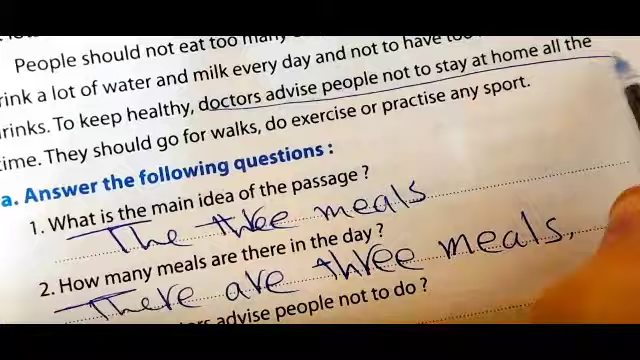 People should not eat too many
drink a lot of water and milk every day and not to have too
drinks. To keep healthy, doctors advise people not to stay at home all the
time. They should go for walks, do exercise or practise any sport.
a. Answer the following questions :
1. What is the main idea of the passage ?
The three meals
2. How many meals are there in the day ?
There are three meals.
advise people not to do ?